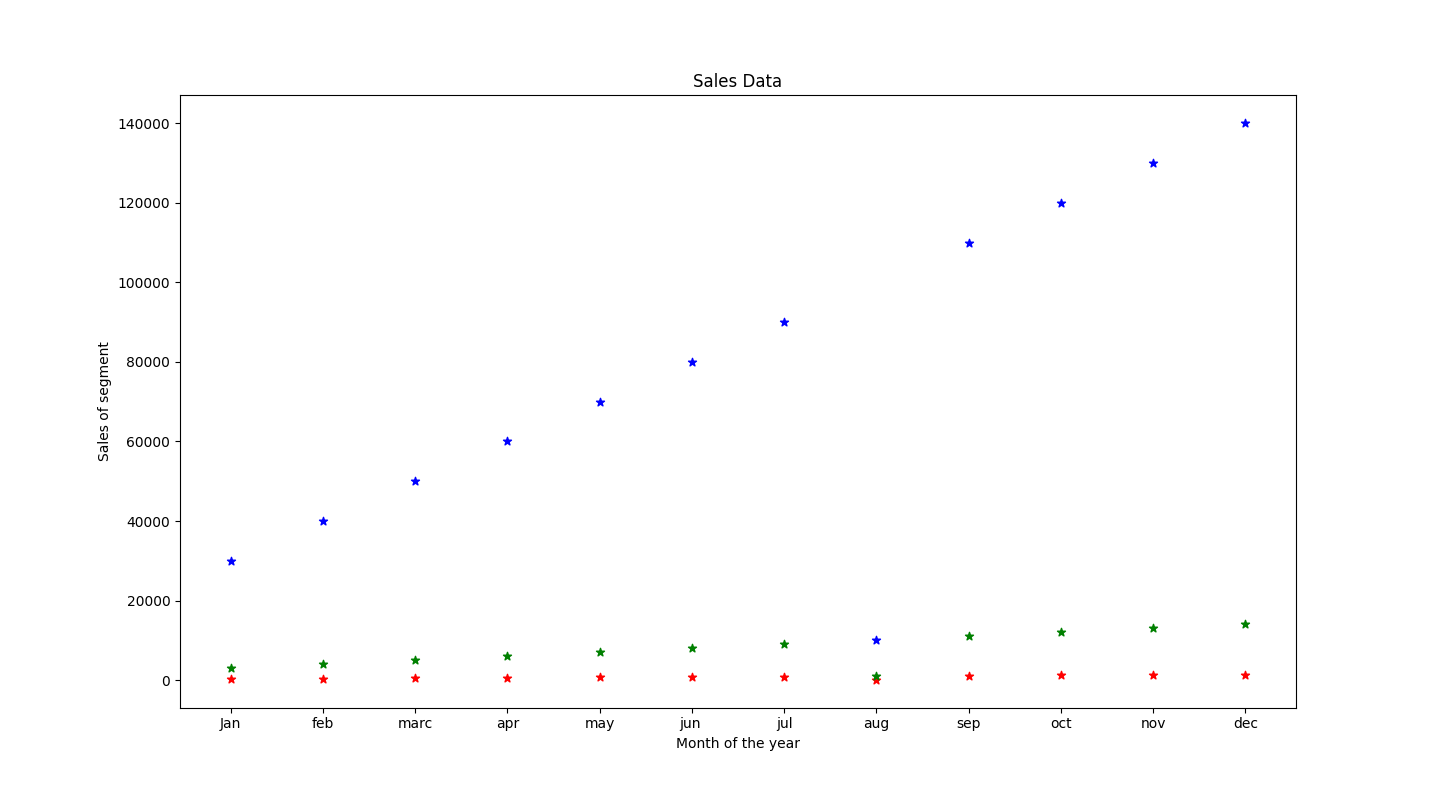 Sales Data
140000
120000
100000
80000
60000
40000
20000
0
Sales of segment
Jan feb marc apr may jun jul aug sep oct nov dec
Month of the year